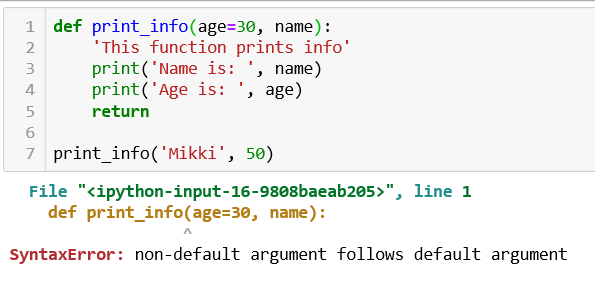 1 def print_info(age=30, name):
2     'This function prints info'
3     print('Name is: ', name)
4     print('Age is: ', age)
5     return
6
7 print_info('Mikki', 50)
File "<ipython-input-16-9808baeab205>", line 1
    def print_info(age=30, name):
                  ^
SyntaxError: non-default argument follows default argument